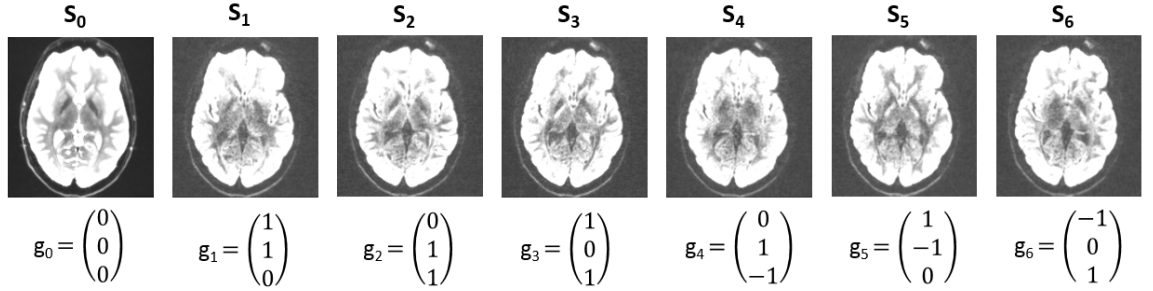 S₀ S₁ S₂ S₃ S₄ S₅ S₆
g₀ = (0 0 0) g₁ = (1 1 0) g₂ = (0 1 1) g₃ = (1 0 1) g₄ = (0 1 −1) g₅ = (1 −1 0) g₆ = (−1 0 1)